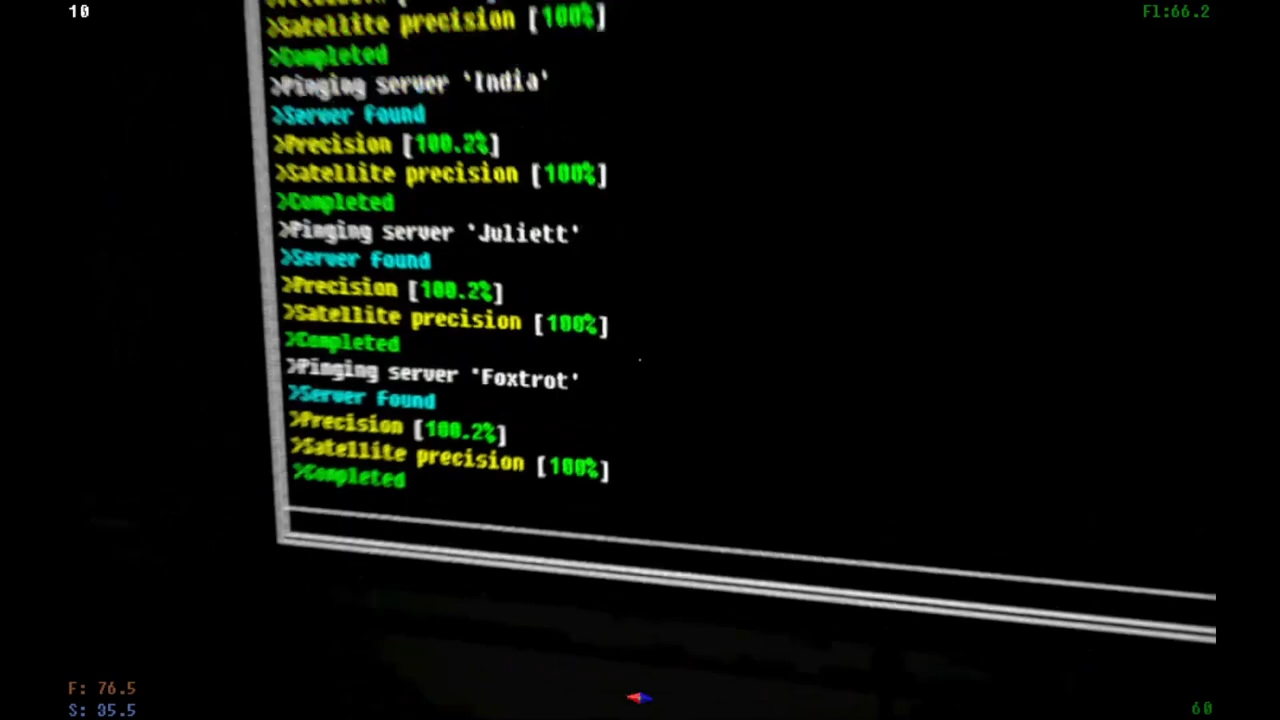 10
Fl:66.2
>Satellite precision [100%]
>Completed
>Pinging server 'India'
>Server Found
>Precision [100.2%]
>Satellite precision [100%]
>Completed
>Pinging server 'Juliett'
>Server Found
>Precision [100.2%]
>Satellite precision [100%]
>Completed
>Pinging server 'Foxtrot'
>Server Found
>Precision [100.2%]
>Satellite precision [100%]
>Completed
F: 76.5
S: 35.5
60